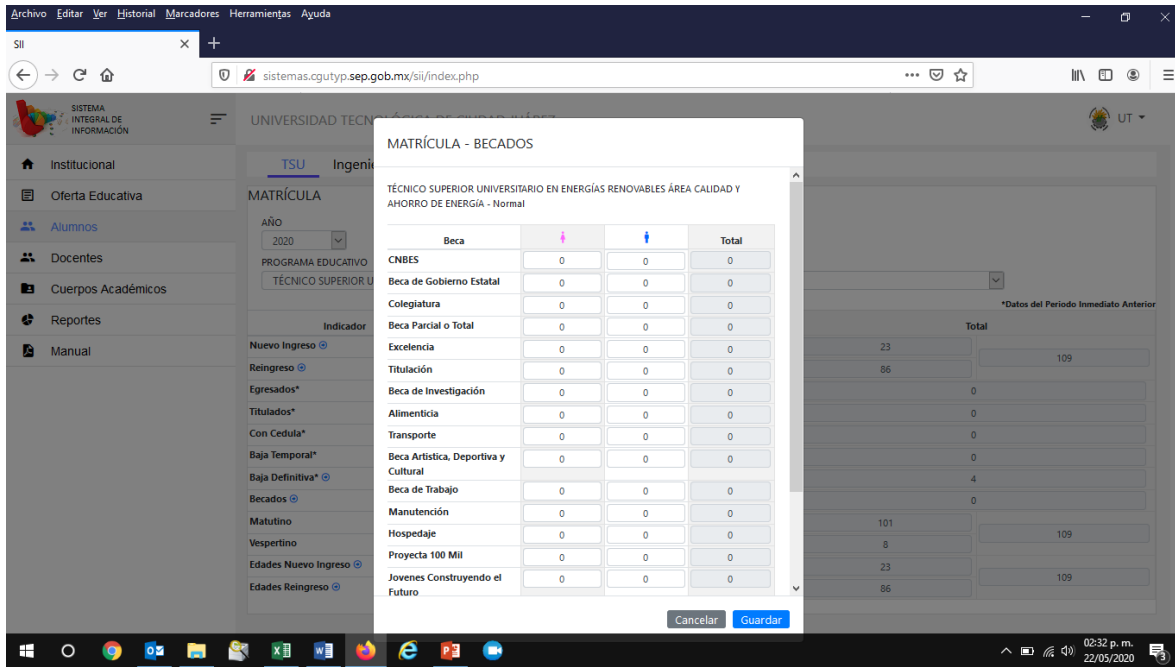 Archivo Editar Ver Historial Marcadores Herramientas Ayuda
SII
sistemas.cgutyp.sep.gob.mx/sii/index.php
SISTEMA
INTEGRAL DE
INFORMACIÓN
UNIVERSIDAD TECNOLÓGICA DE CIUDAD JUÁREZ
UT
Institucional
Oferta Educativa
Alumnos
Docentes
Cuerpos Académicos
Reportes
Manual
TSU
MATRÍCULA
AÑO
2020
PROGRAMA EDUCATIVO
TÉCNICO SUPERIOR U
*Datos del Periodo Inmediato Anterior
Indicador Total
Nuevo Ingreso 23
109
Reingreso 86
Egresados* 0
Titulados* 0
Con Cedula* 0
Baja Temporal* 0
Baja Definitiva* 4
Becados 0
Matutino 101
109
Vespertino 8
Edades Nuevo Ingreso 23
109
Edades Reingreso 86
MATRÍCULA - BECADOS
TÉCNICO SUPERIOR UNIVERSITARIO EN ENERGÍAS RENOVABLES ÁREA CALIDAD Y
AHORRO DE ENERGÍA - Normal
Beca Total
CNBES 0 0 0
Beca de Gobierno Estatal 0 0 0
Colegiatura 0 0 0
Beca Parcial o Total 0 0 0
Excelencia 0 0 0
Titulación 0 0 0
Beca de Investigación 0 0 0
Alimenticia 0 0 0
Transporte 0 0 0
Beca Artística, Deportiva y 0 0 0
Cultural
Beca de Trabajo 0 0 0
Manutención 0 0 0
Hospedaje 0 0 0
Proyecta 100 Mil 0 0 0
Jovenes Construyendo el 0 0 0
Futuro
Cancelar Guardar
02:32 p. m.
22/05/2020